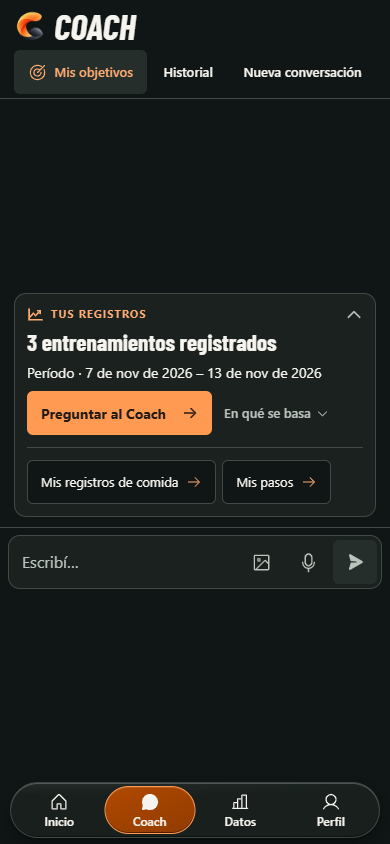 COACH
Mis objetivos
Historial
Nueva conversación
TUS REGISTROS
3 entrenamientos registrados
Período · 7 de nov de 2026 – 13 de nov de 2026
Preguntar al Coach
En qué se basa
Mis registros de comida
Mis pasos
Escribí...
Inicio
Coach
Datos
Perfil